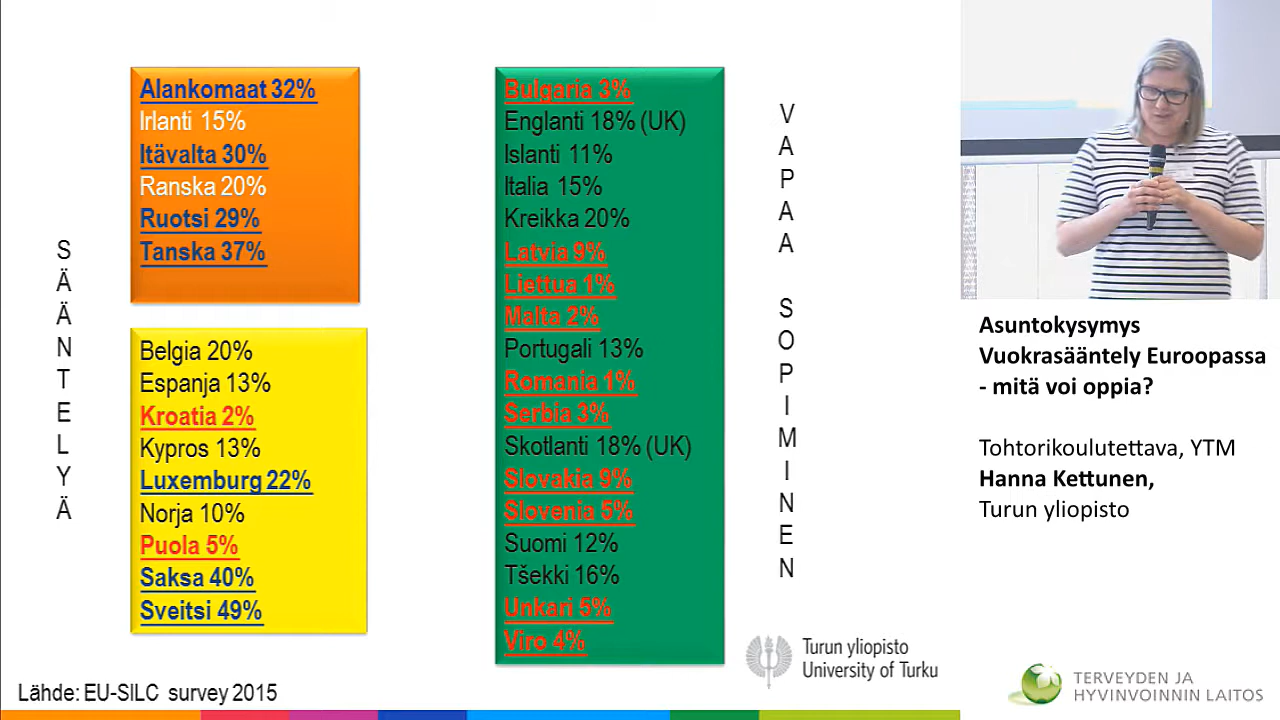 SÄÄNTELYÄ
Alankomaat 32%
Irlanti 15%
Itävalta 30%
Ranska 20%
Ruotsi 29%
Tanska 37%
Belgia 20%
Espanja 13%
Kroatia 2%
Kypros 13%
Luxemburg 22%
Norja 10%
Puola 5%
Saksa 40%
Sveitsi 49%
Bulgaria 3%
Englanti 18% (UK)
Islanti 11%
Italia 15%
Kreikka 20%
Latvia 9%
Liettua 1%
Malta 2%
Portugali 13%
Romania 1%
Serbia 3%
Skotlanti 18% (UK)
Slovakia 9%
Slovenia 5%
Suomi 12%
Tšekki 16%
Unkari 5%
Viro 4%
VAPAA SOPIMINEN
Turun yliopisto
University of Turku
Lähde: EU-SILC survey 2015
Asuntokysymys
Vuokrasääntely Euroopassa
- mitä voi oppia?
Tohtorikoulutettava, YTM
Hanna Kettunen,
Turun yliopisto
TERVEYDEN JA
HYVINVOINNIN LAITOS